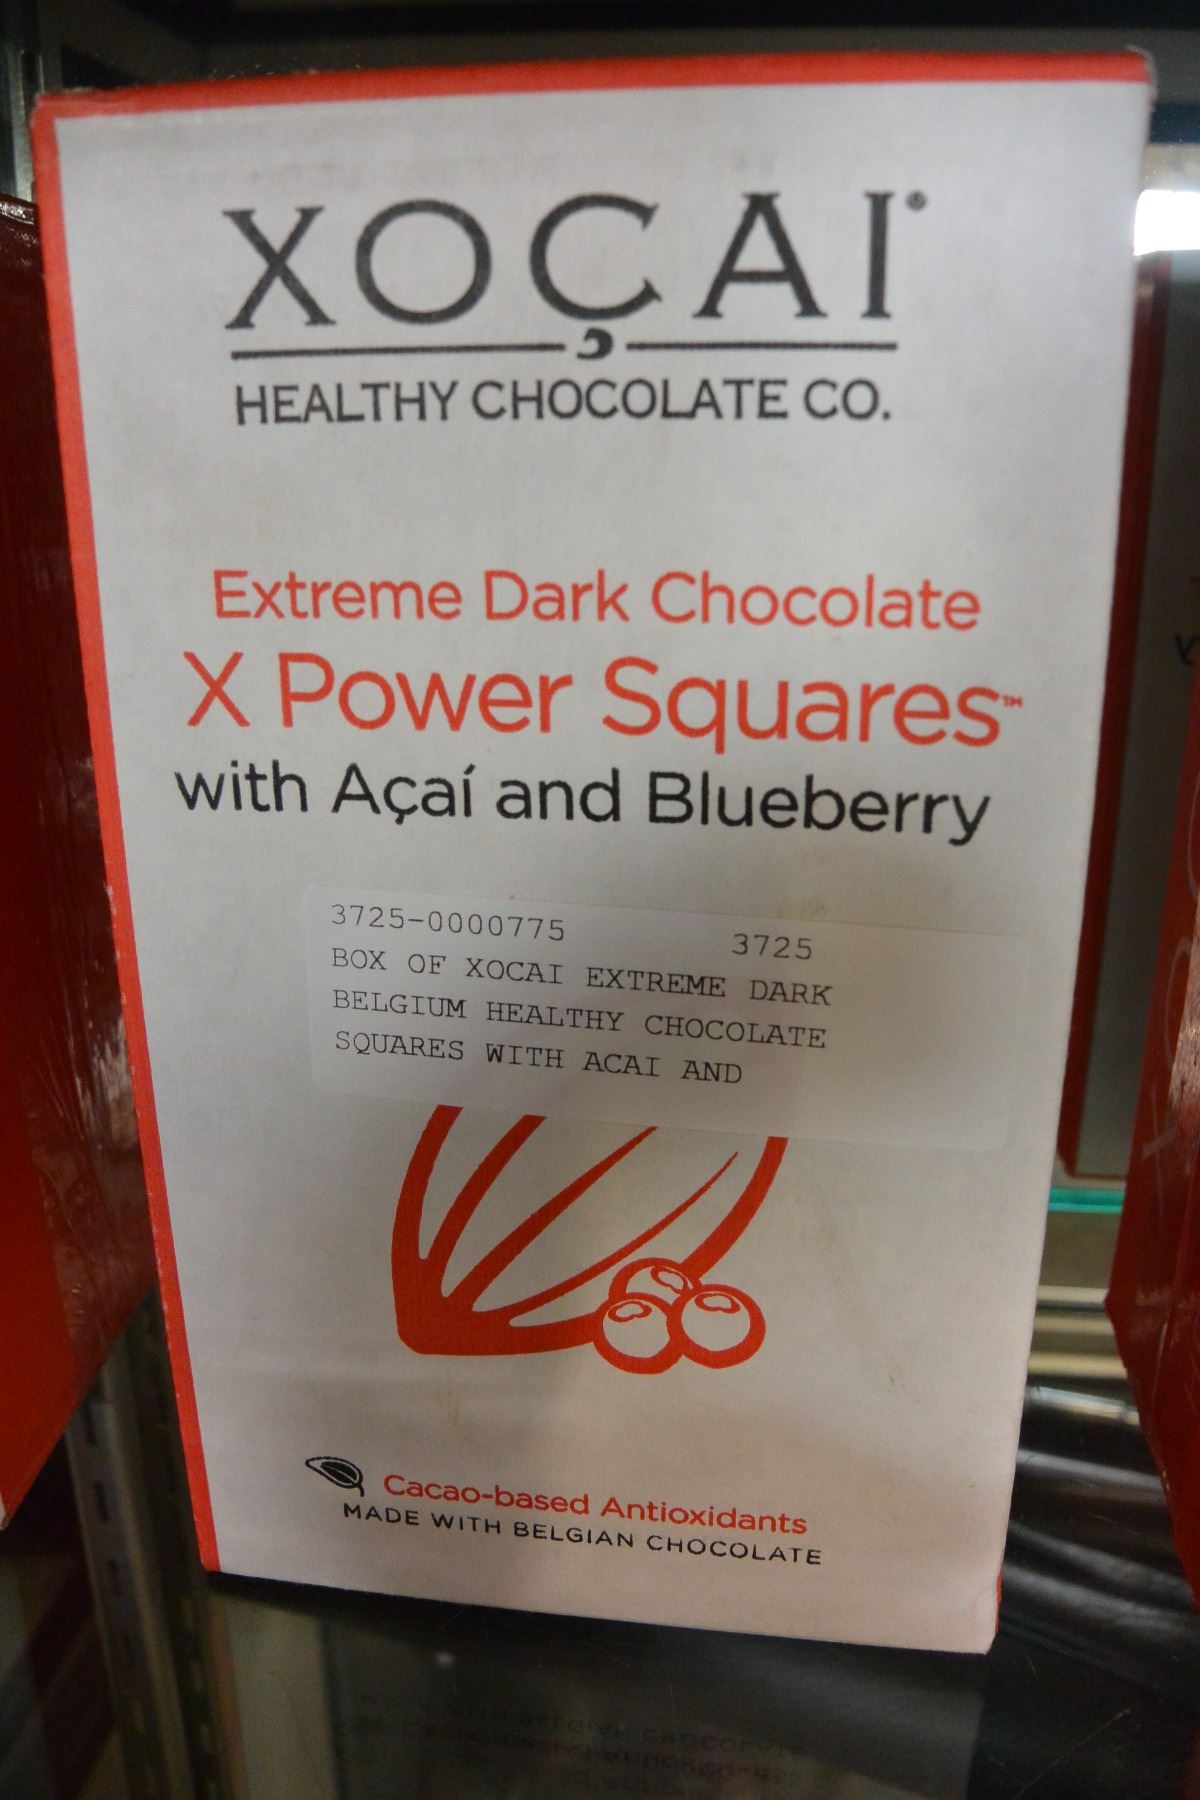 XOÇAI®
HEALTHY CHOCOLATE CO.
Extreme Dark Chocolate
X Power Squares™
with Açaí and Blueberry
3725-0000775 3725
BOX OF XOCAI EXTREME DARK
BELGIUM HEALTHY CHOCOLATE
SQUARES WITH ACAI AND
Cacao-based Antioxidants
MADE WITH BELGIAN CHOCOLATE